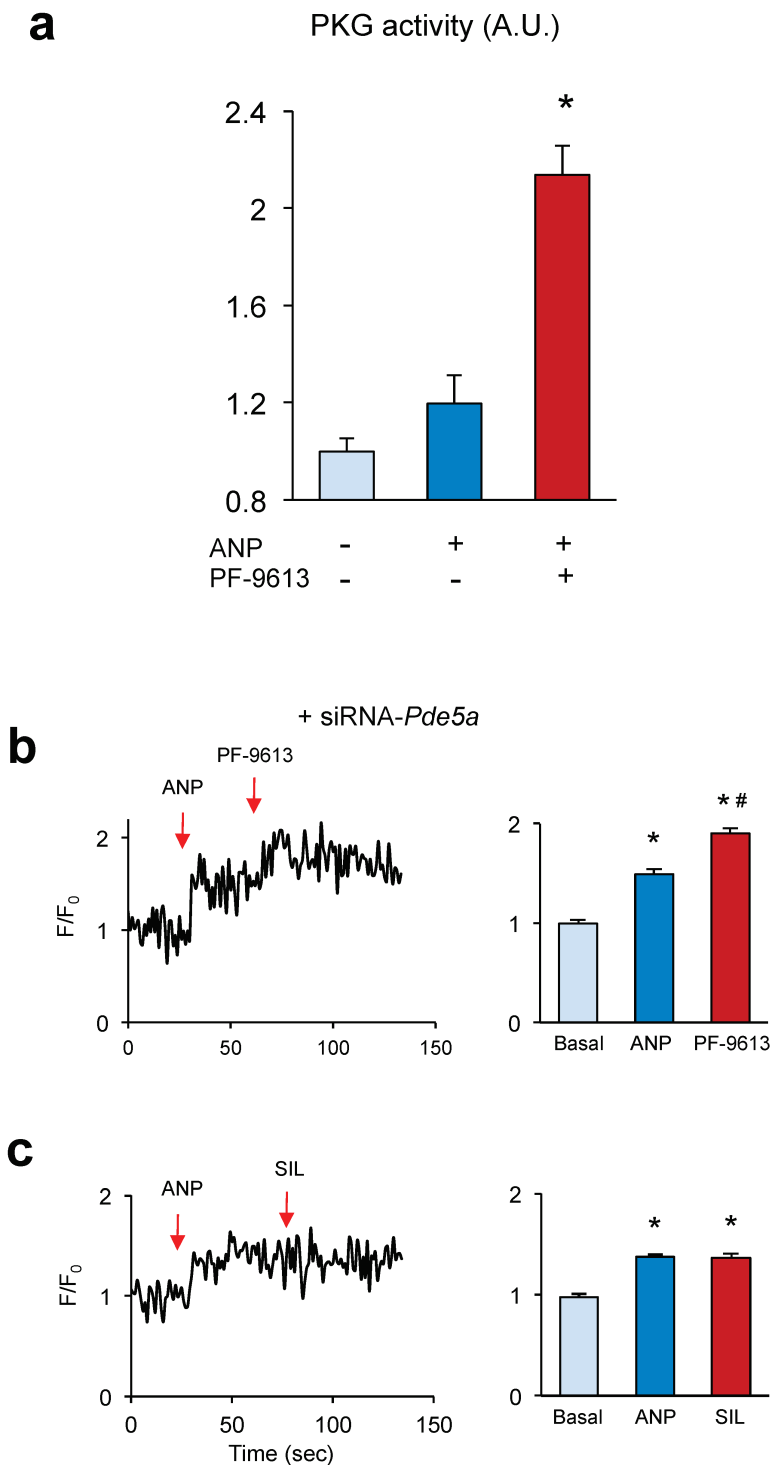 a
PKG activity (A.U.)
*
2.4
2
1.6
1.2
0.8
ANP - + +
PF-9613 - - +
+ siRNA-Pde5a
b
PF-9613
ANP
F/F0
2
1
0
0 50 100 150
* * #
2
1
0
Basal ANP PF-9613
c
SIL
ANP
F/F0
2
1
0
0 50 100 150
Time (sec)
* *
2
1
0
Basal ANP SIL